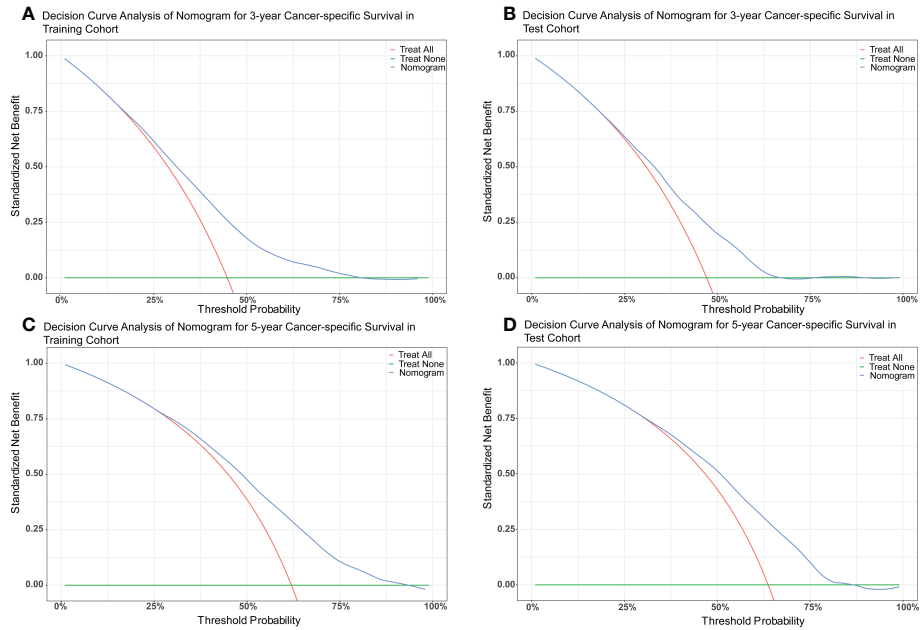 A
Decision Curve Analysis of Nomogram for 3-year Cancer-specific Survival in
Training Cohort
Treat All
Treat None
Nomogram
Standardized Net Benefit
1.00
0.75
0.50
0.25
0.00
0%
25%
50%
75%
100%
Threshold Probability
B
Decision Curve Analysis of Nomogram for 3-year Cancer-specific Survival in
Test Cohort
Treat All
Treat None
Nomogram
Standardized Net Benefit
1.00
0.75
0.50
0.25
0.00
0%
25%
50%
75%
100%
Threshold Probability
C
Decision Curve Analysis of Nomogram for 5-year Cancer-specific Survival in
Training Cohort
Treat All
Treat None
Nomogram
Standardized Net Benefit
1.00
0.75
0.50
0.25
0.00
0%
25%
50%
75%
100%
Threshold Probability
D
Decision Curve Analysis of Nomogram for 5-year Cancer-specific Survival in
Test Cohort
Treat All
Treat None
Nomogram
Standardized Net Benefit
1.00
0.75
0.50
0.25
0.00
0%
25%
50%
75%
100%
Threshold Probability